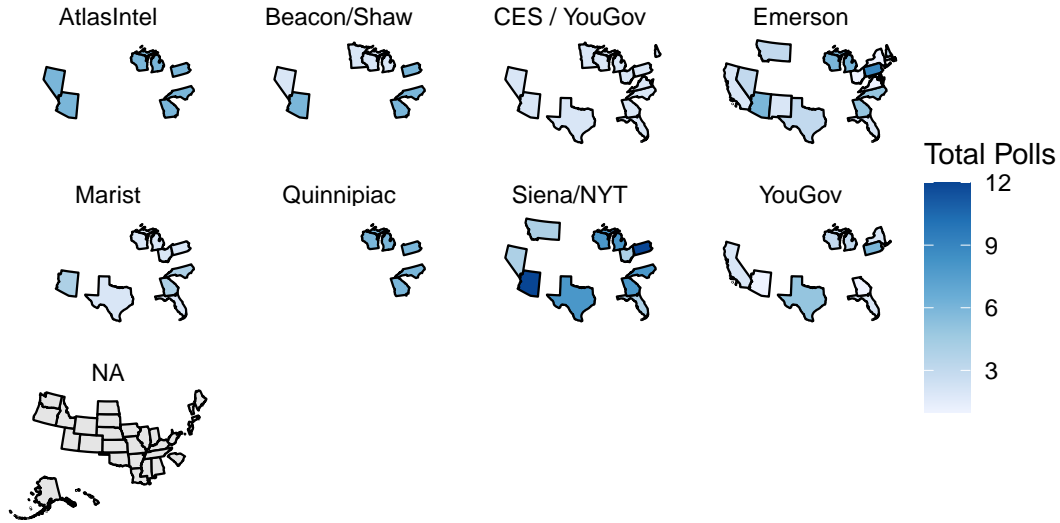 AtlasIntel
Beacon/Shaw
CES / YouGov
Emerson
Marist
Quinnipiac
Siena/NYT
YouGov
NA
Total Polls
12
9
6
3